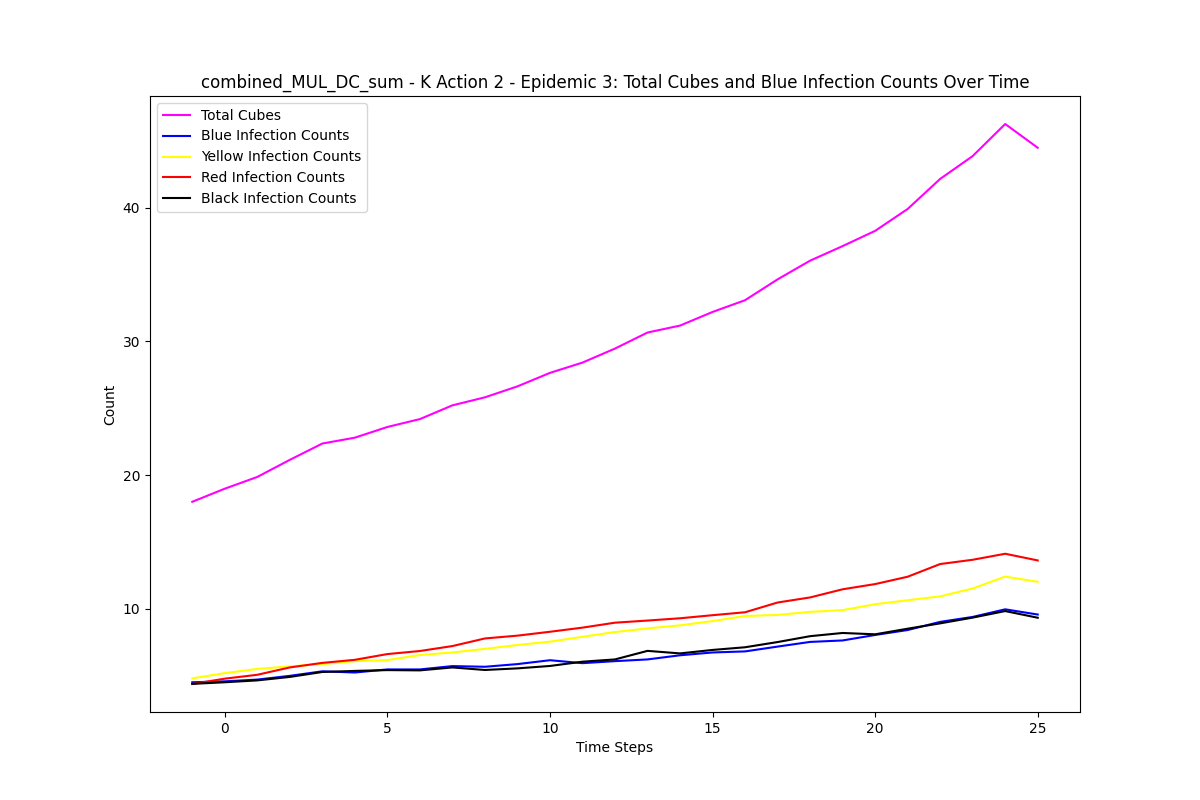 combined_MUL_DC_sum - K Action 2 - Epidemic 3: Total Cubes and Blue Infection Counts Over Time
Total Cubes
Blue Infection Counts
Yellow Infection Counts
Red Infection Counts
Black Infection Counts
40
30
20
10
Count
0 5 10 15 20 25
Time Steps